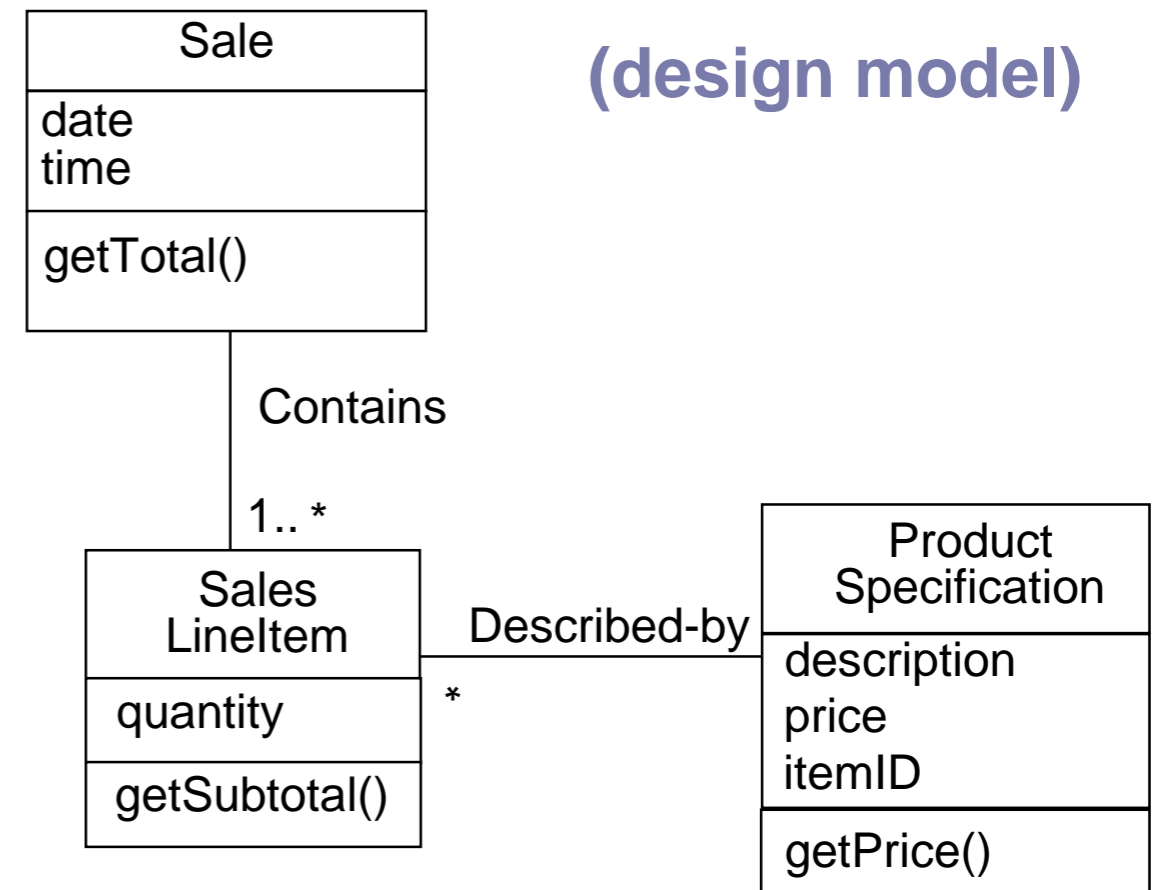 Sale
(design model)
date
time
getTotal()
Contains
1.. *
Sales
LineItem
quantity
getSubtotal()
Described-by
*
Product
Specification
description
price
itemID
getPrice()